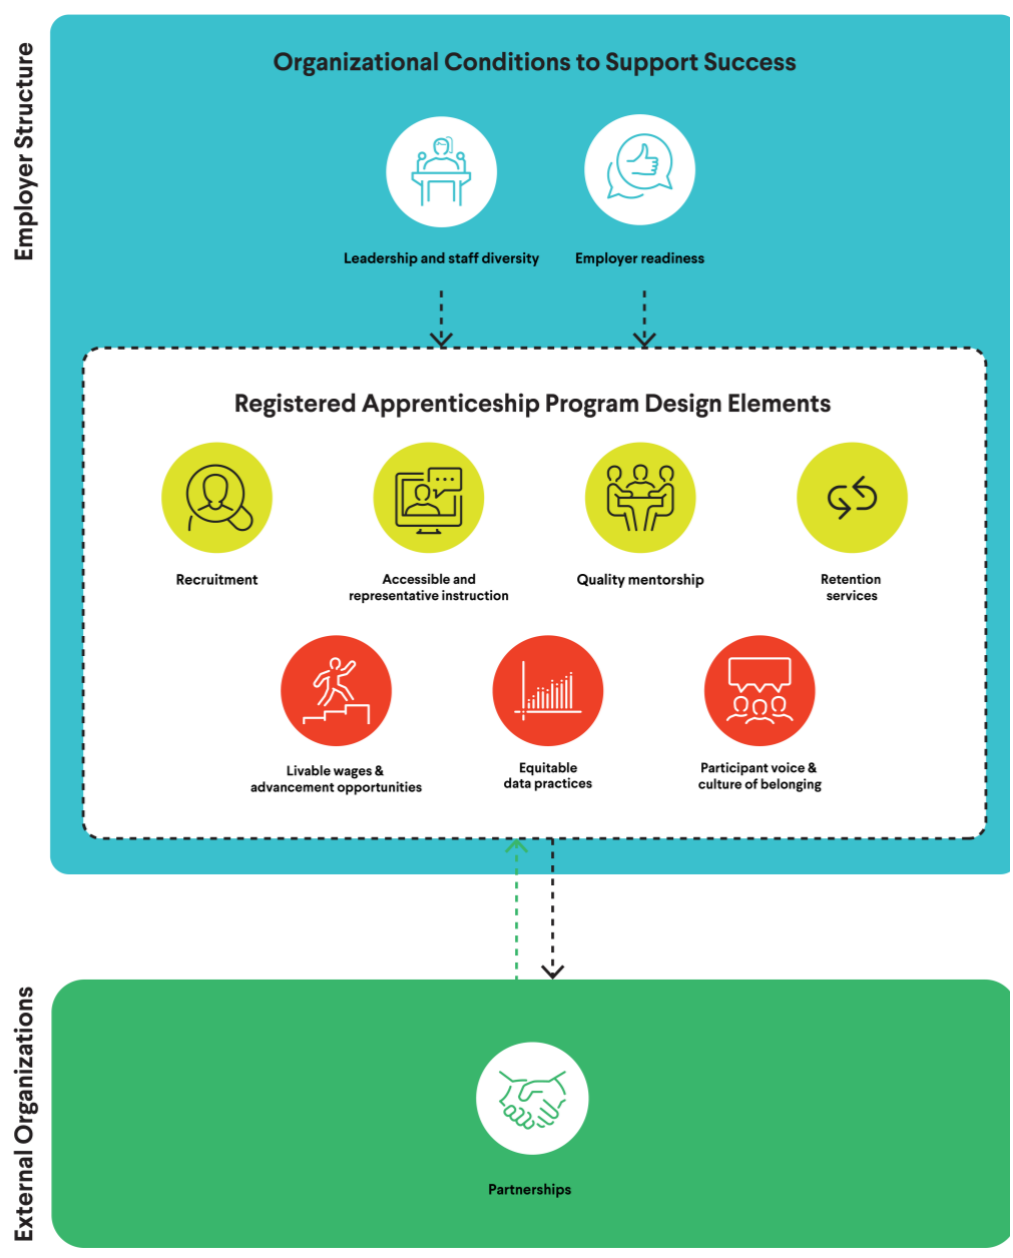 Employer Structure
Organizational Conditions to Support Success
Leadership and staff diversity
Employer readiness
Registered Apprenticeship Program Design Elements
Recruitment
Accessible and
representative instruction
Quality mentorship
Retention
services
Livable wages &
advancement opportunities
Equitable
data practices
Participant voice &
culture of belonging
External Organizations
Partnerships